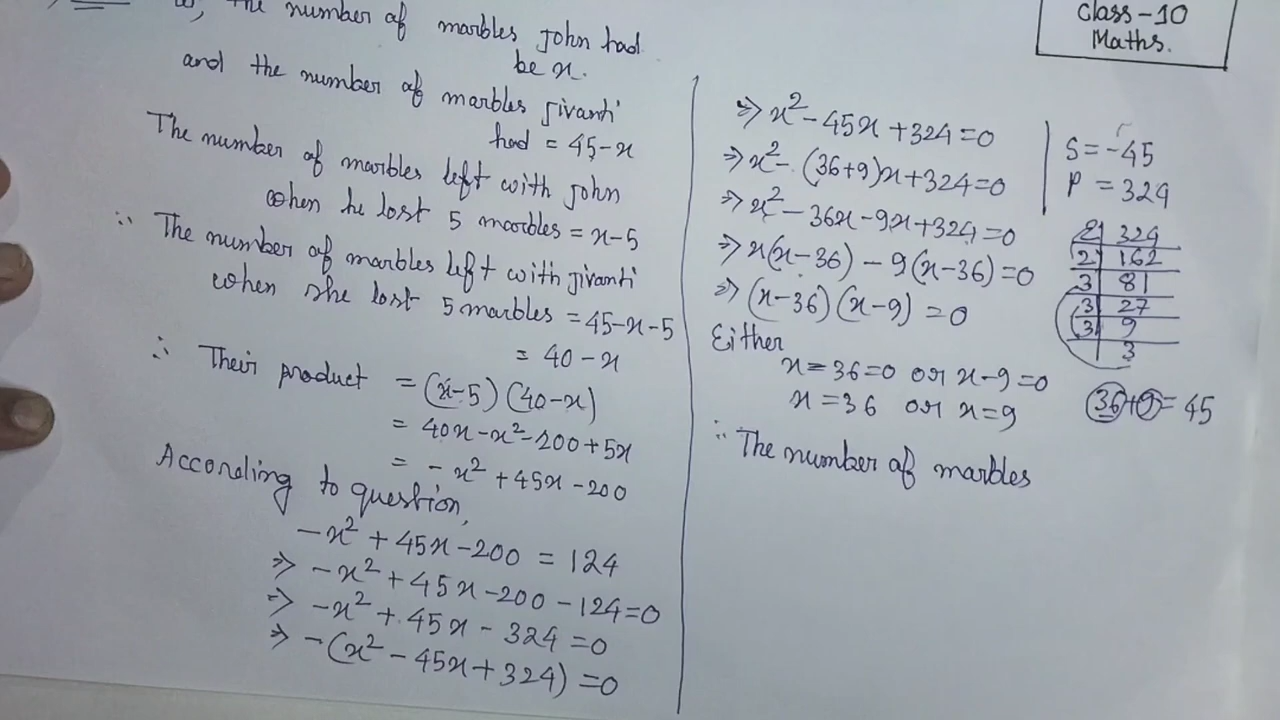 the number of marbles John had
be x.
and the number of marbles Jivanti
had = 45-x
The number of marbles left with John
when he lost 5 marbles = x-5
∴ The number of marbles left with Jivanti
when she lost 5 marbles = 45-x-5
= 40-x
∴ Their product = (x-5)(40-x)
= 40x-x²-200+5x
= -x²+45x-200
According to question,
-x²+45x-200 = 124
⇒ -x²+45x-200-124=0
⇒ -x²+45x-324=0
⇒ -(x²-45x+324)=0
class-10
Maths.
⇒ x²-45x+324=0
⇒ x²-(36+9)x+324=0
⇒ x²-36x-9x+324=0
⇒ x(x-36)-9(x-36)=0
⇒ (x-36)(x-9)=0
Either
x-36=0 or x-9=0
x=36 or x=9
∴ The number of marbles
S=-45
P=324
2 324
2 162
3 81
3 27
3 9
3
36+9=45